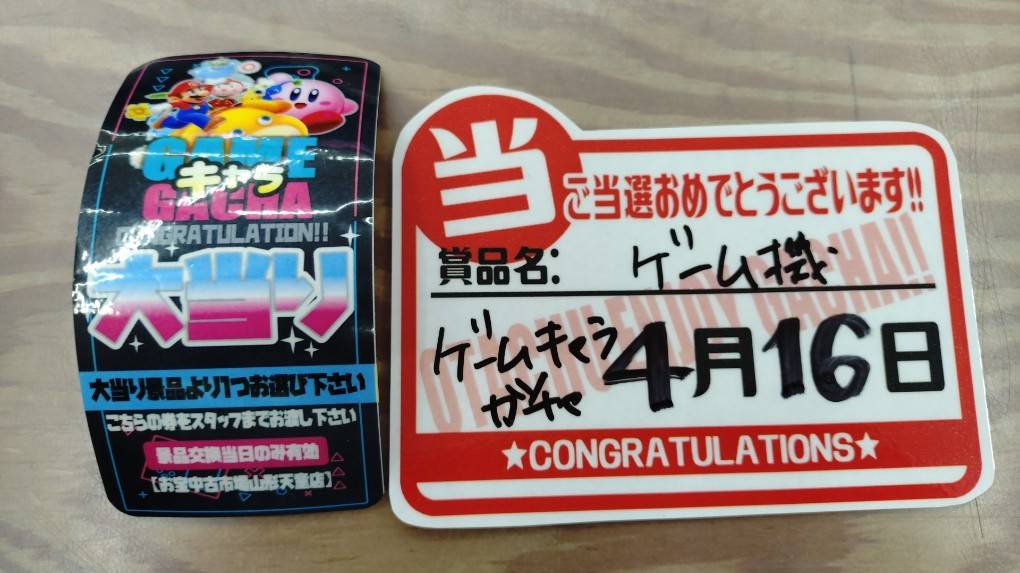 GAME
キャラ
GACHA
CONGRATULATION!!
大当り
大当り景品より1つお選び下さい
こちらの券をスタッフまでお渡し下さい
景品交換当日のみ有効
【お宝中古市場山形天童店】
当
ご当選おめでとうございます!!
賞品名: ゲーム機
ゲームキャラ
ガチャ
4月16日
★CONGRATULATIONS★